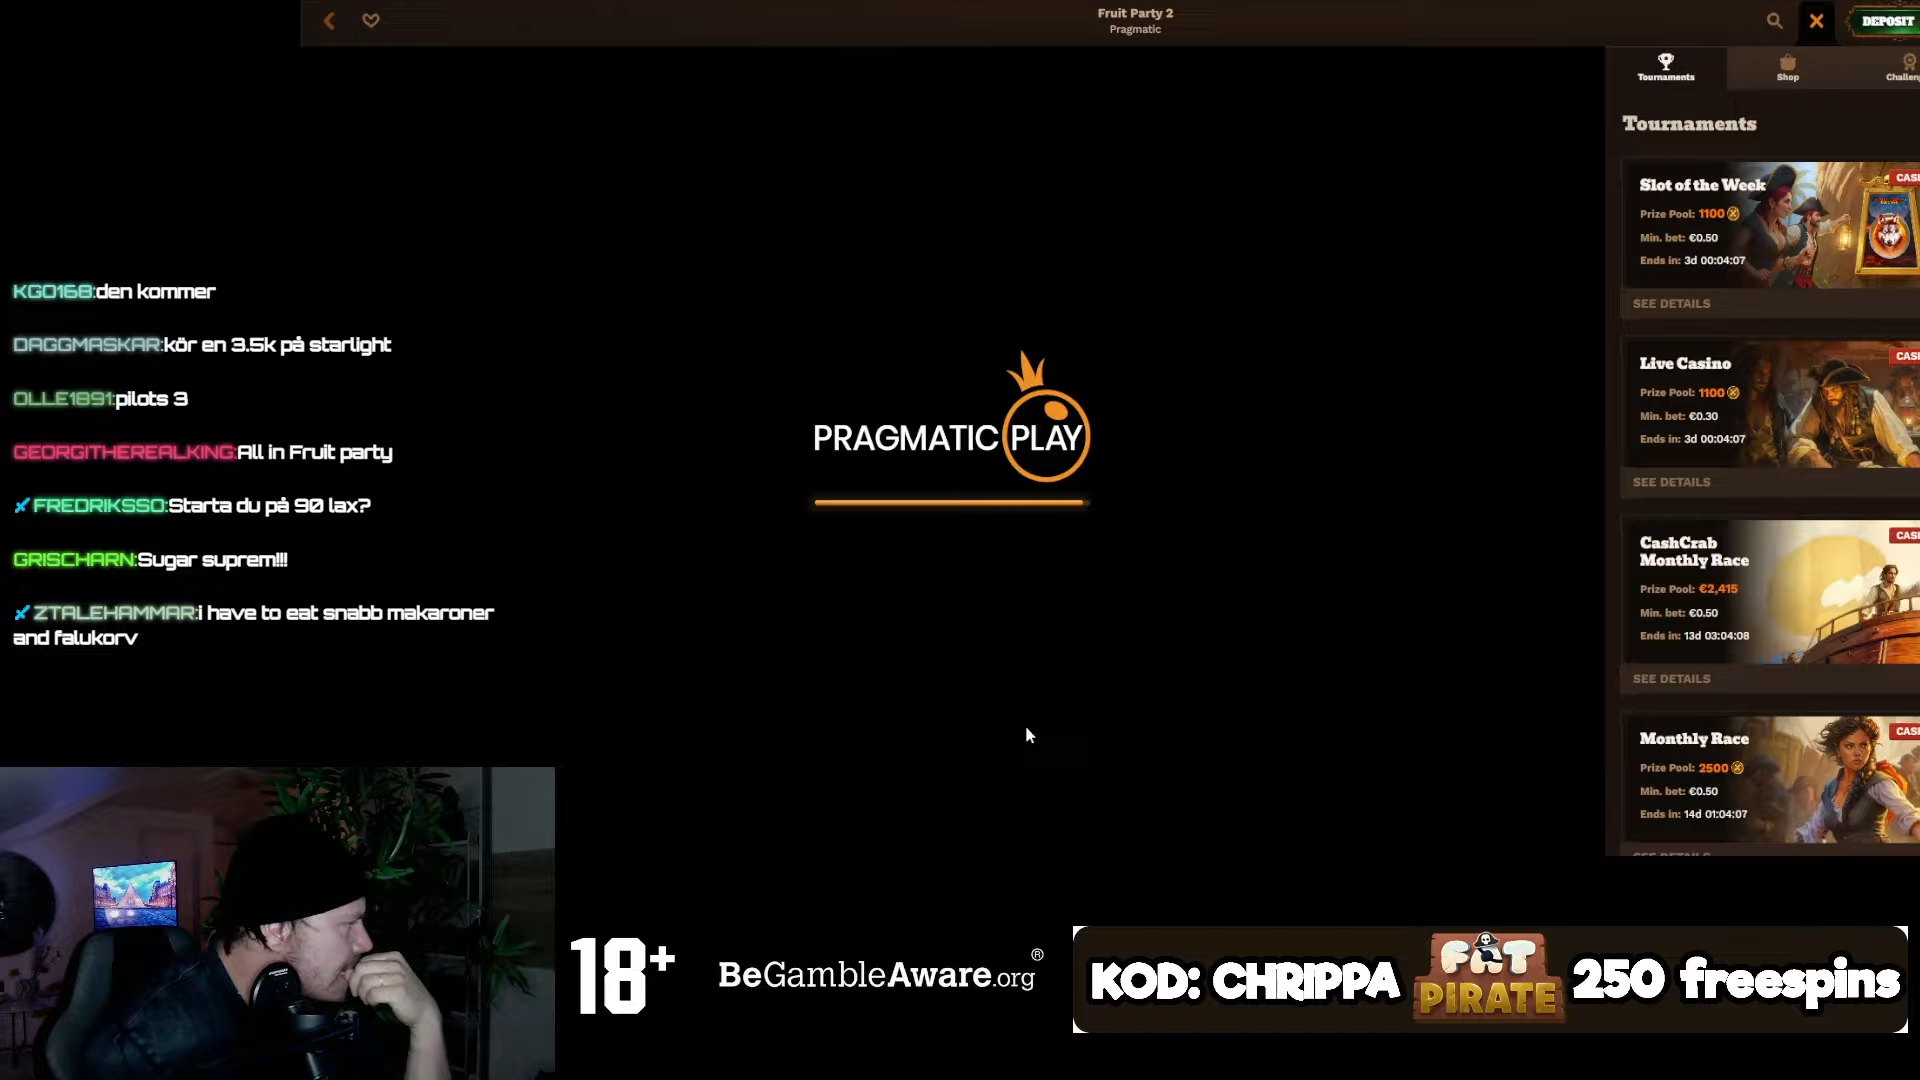 Fruit Party 2
Pragmatic
DEPOSIT
Tournaments
Shop
Tournaments
Slot of the Week
Prize Pool: 1100
Min. bet: €0.50
Ends in: 3d 00:04:07
SEE DETAILS
Live Casino
Prize Pool: 1100
Min. bet: €0.30
Ends in: 3d 00:04:07
SEE DETAILS
CashCrab
Monthly Race
Prize Pool: €2,415
Min. bet: €0.50
Ends in: 13d 03:04:08
SEE DETAILS
Monthly Race
Prize Pool: 2500
Min. bet: €0.50
Ends in: 14d 01:04:07
KGO168:den kommer
DAGGMASKAR:kör en 3.5k på starlight
OLLE1891:pilots 3
GEORGITHEREALKING:All in Fruit party
FREDRIKSSO:Starta du på 90 lax?
GRISCHARN:Sugar suprem!!!
ZTALEHAMMAR:i have to eat snabb makaroner
and falukorv
PRAGMATIC PLAY
18+
BeGambleAware.org®
KOD: CHRIPPA FAT PIRATE 250 freespins